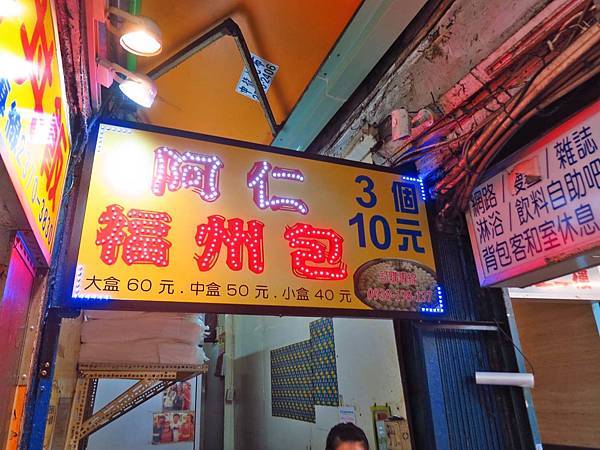 阿仁
福州包
3個
10元
大盒 60 元 . 中盒 50 元 . 小盒 40 元
網路 / 漫畫 / 雜誌
淋浴 / 飲料自助吧
背包客和室休息